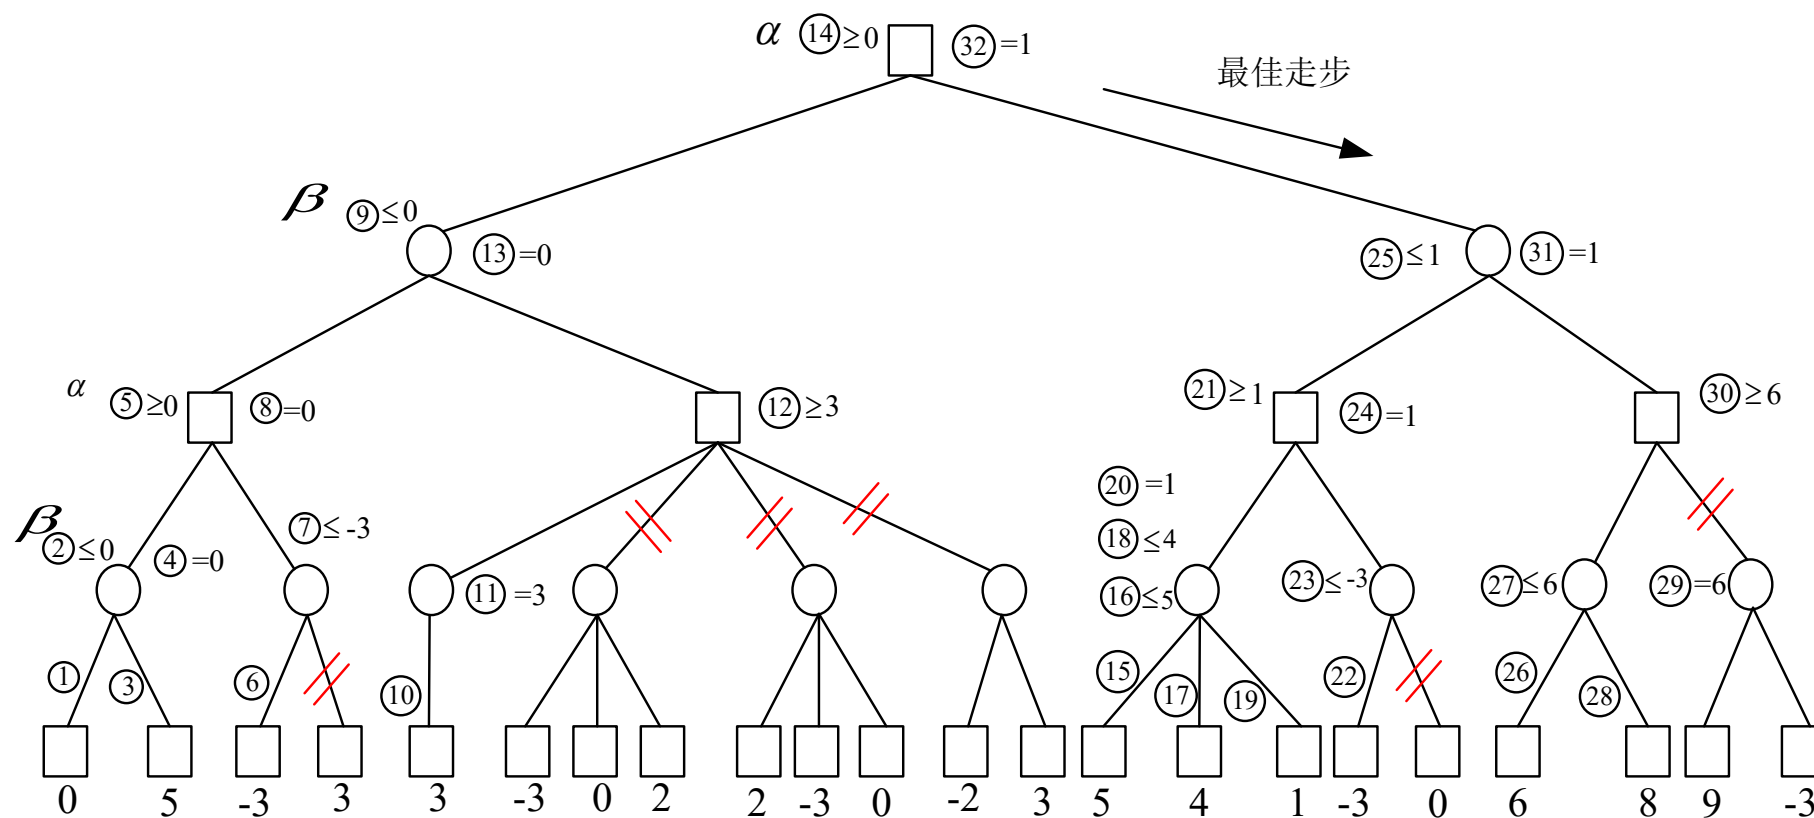 α ⑭≥0 ㉜=1
最佳走步
β ⑨≤0
⑬=0
㉕≤1 ㉛=1
α ⑤≥0 ⑧=0
⑫≥3
㉑≥1 ㉔=1
㉚≥6
⑳=1
⑱≤4
⑯≤5
β
②≤0 ④=0
⑦≤-3
⑪=3
㉓≤-3
㉗≤6 ㉙=6
① ③ ⑥ ⑩ ⑮ ⑰ ⑲ ㉒ ㉖ ㉘
0 5 -3 3 3 -3 0 2 2 -3 0 -2 3 5 4 1 -3 0 6 8 9 -3